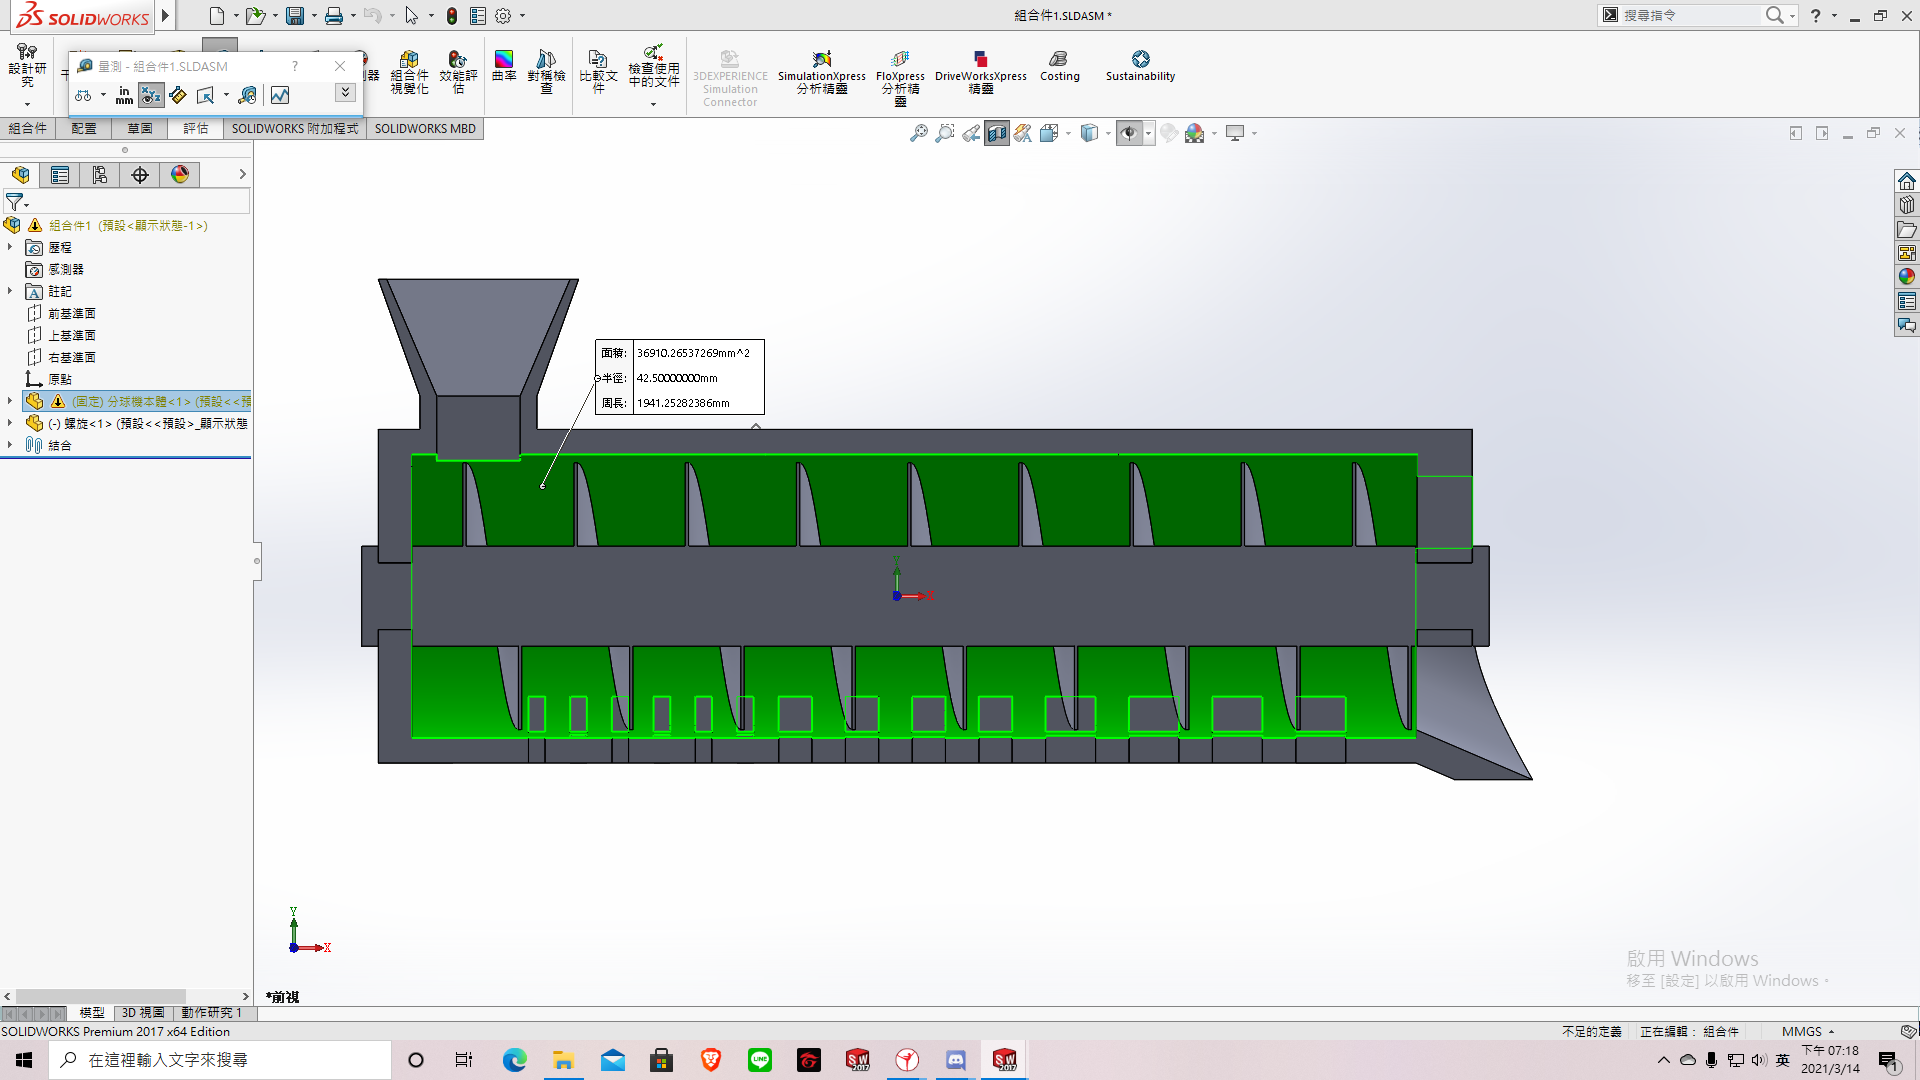 SOLIDWORKS
組合件1.SLDASM *
搜尋指令
設計研究
量測 - 組合件1.SLDASM
?
in
mm
器
組合件視覺化
效能評估
曲率
對稱檢查
比較文件
檢查使用中的文件
3DEXPERIENCE Simulation Connector
SimulationXpress 分析精靈
FloXpress 分析精靈
DriveWorksXpress 精靈
Costing
Sustainability
組合件
配置
草圖
評估
SOLIDWORKS 附加程式
SOLIDWORKS MBD
組合件1 (預設<顯示狀態-1>)
歷程
感測器
註記
前基準面
上基準面
右基準面
原點
(固定) 分球機本體<1> (預設<<預
(-) 螺旋<1> (預設<<預設>_顯示狀態
結合
面積: 36910.26537269mm^2
半徑: 42.50000000mm
周長: 1941.25282386mm
Y
X
*前視
啟用 Windows
移至 [設定] 以啟用 Windows。
模型
3D 視圖
動作研究 1
SOLIDWORKS Premium 2017 x64 Edition
不足的定義
正在編輯： 組合件
MMGS
在這裡輸入文字來搜尋
LINE
SW 2017
SW 2017
英
下午 07:18
2021/3/14
1